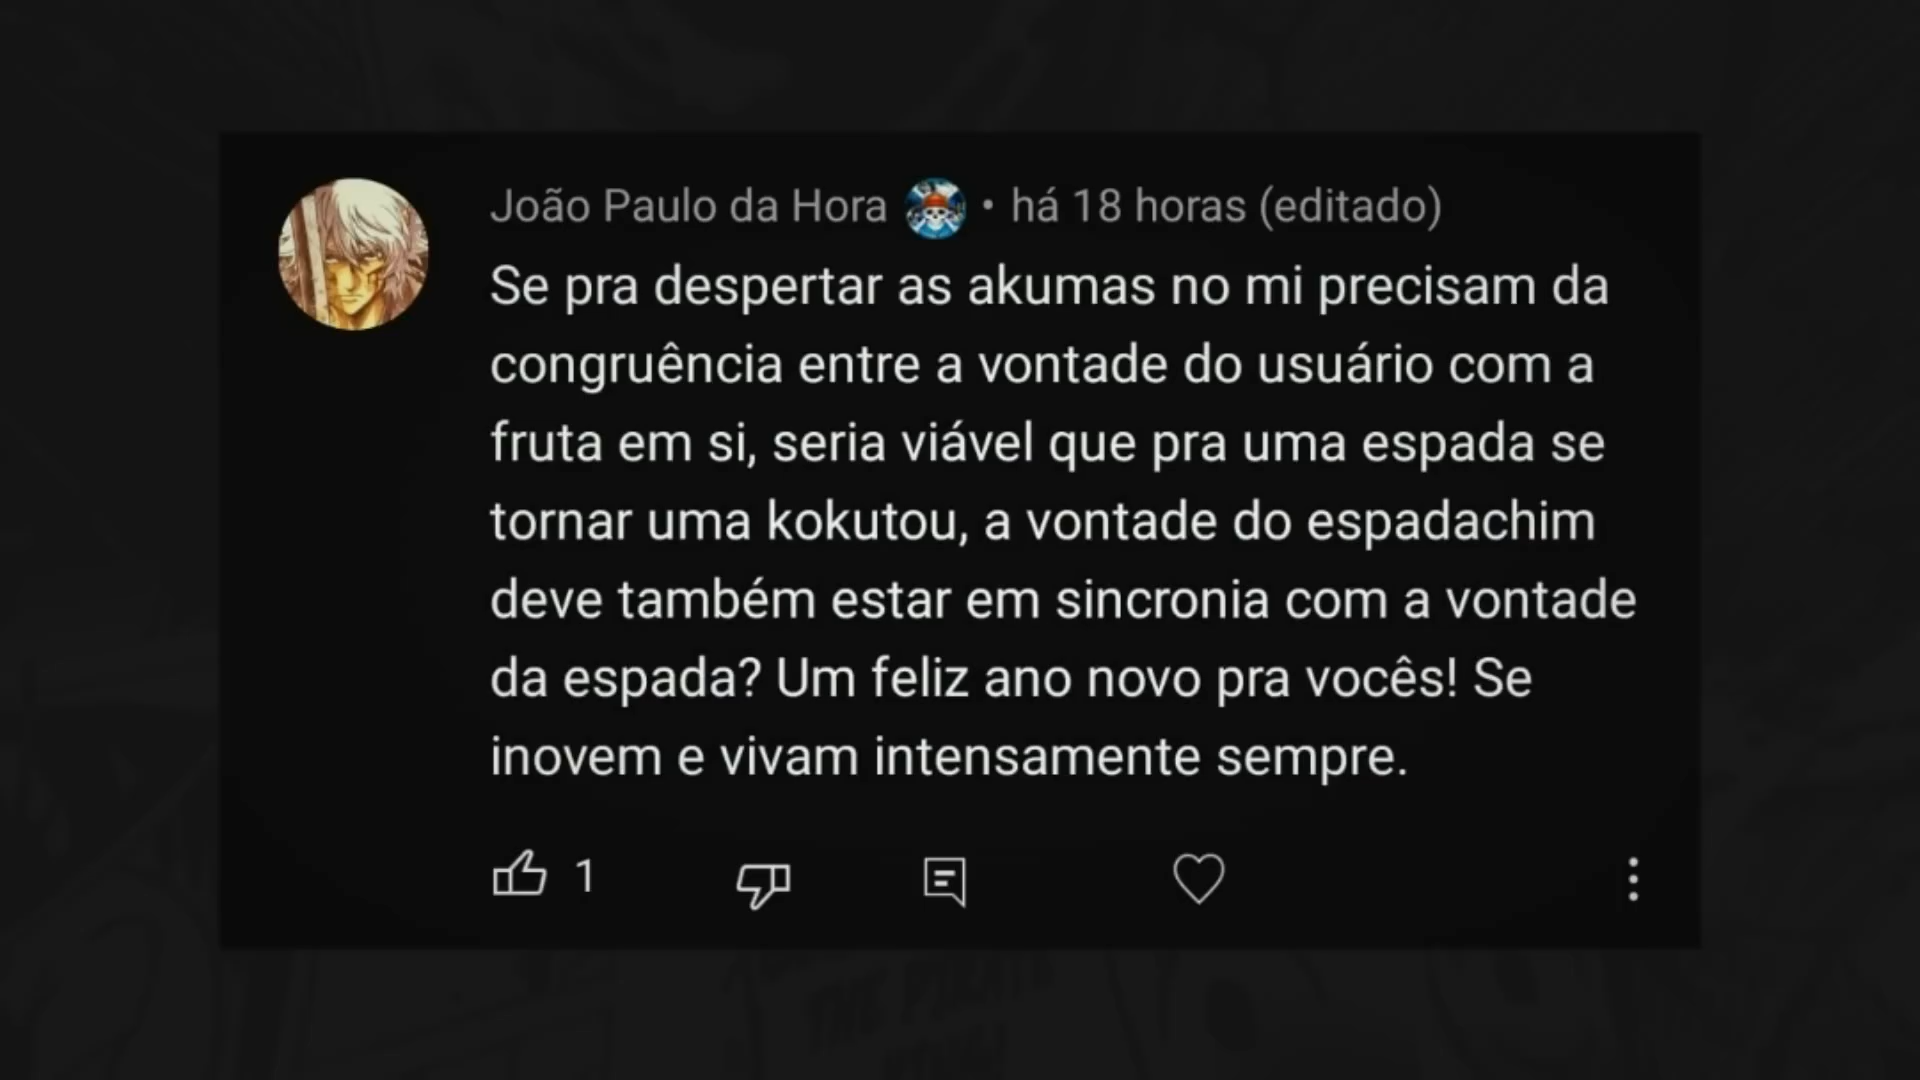 João Paulo da Hora • há 18 horas (editado)
Se pra despertar as akumas no mi precisam da
congruência entre a vontade do usuário com a
fruta em si, seria viável que pra uma espada se
tornar uma kokutou, a vontade do espadachim
deve também estar em sincronia com a vontade
da espada? Um feliz ano novo pra vocês! Se
inovem e vivam intensamente sempre.
1
THE PIRATE